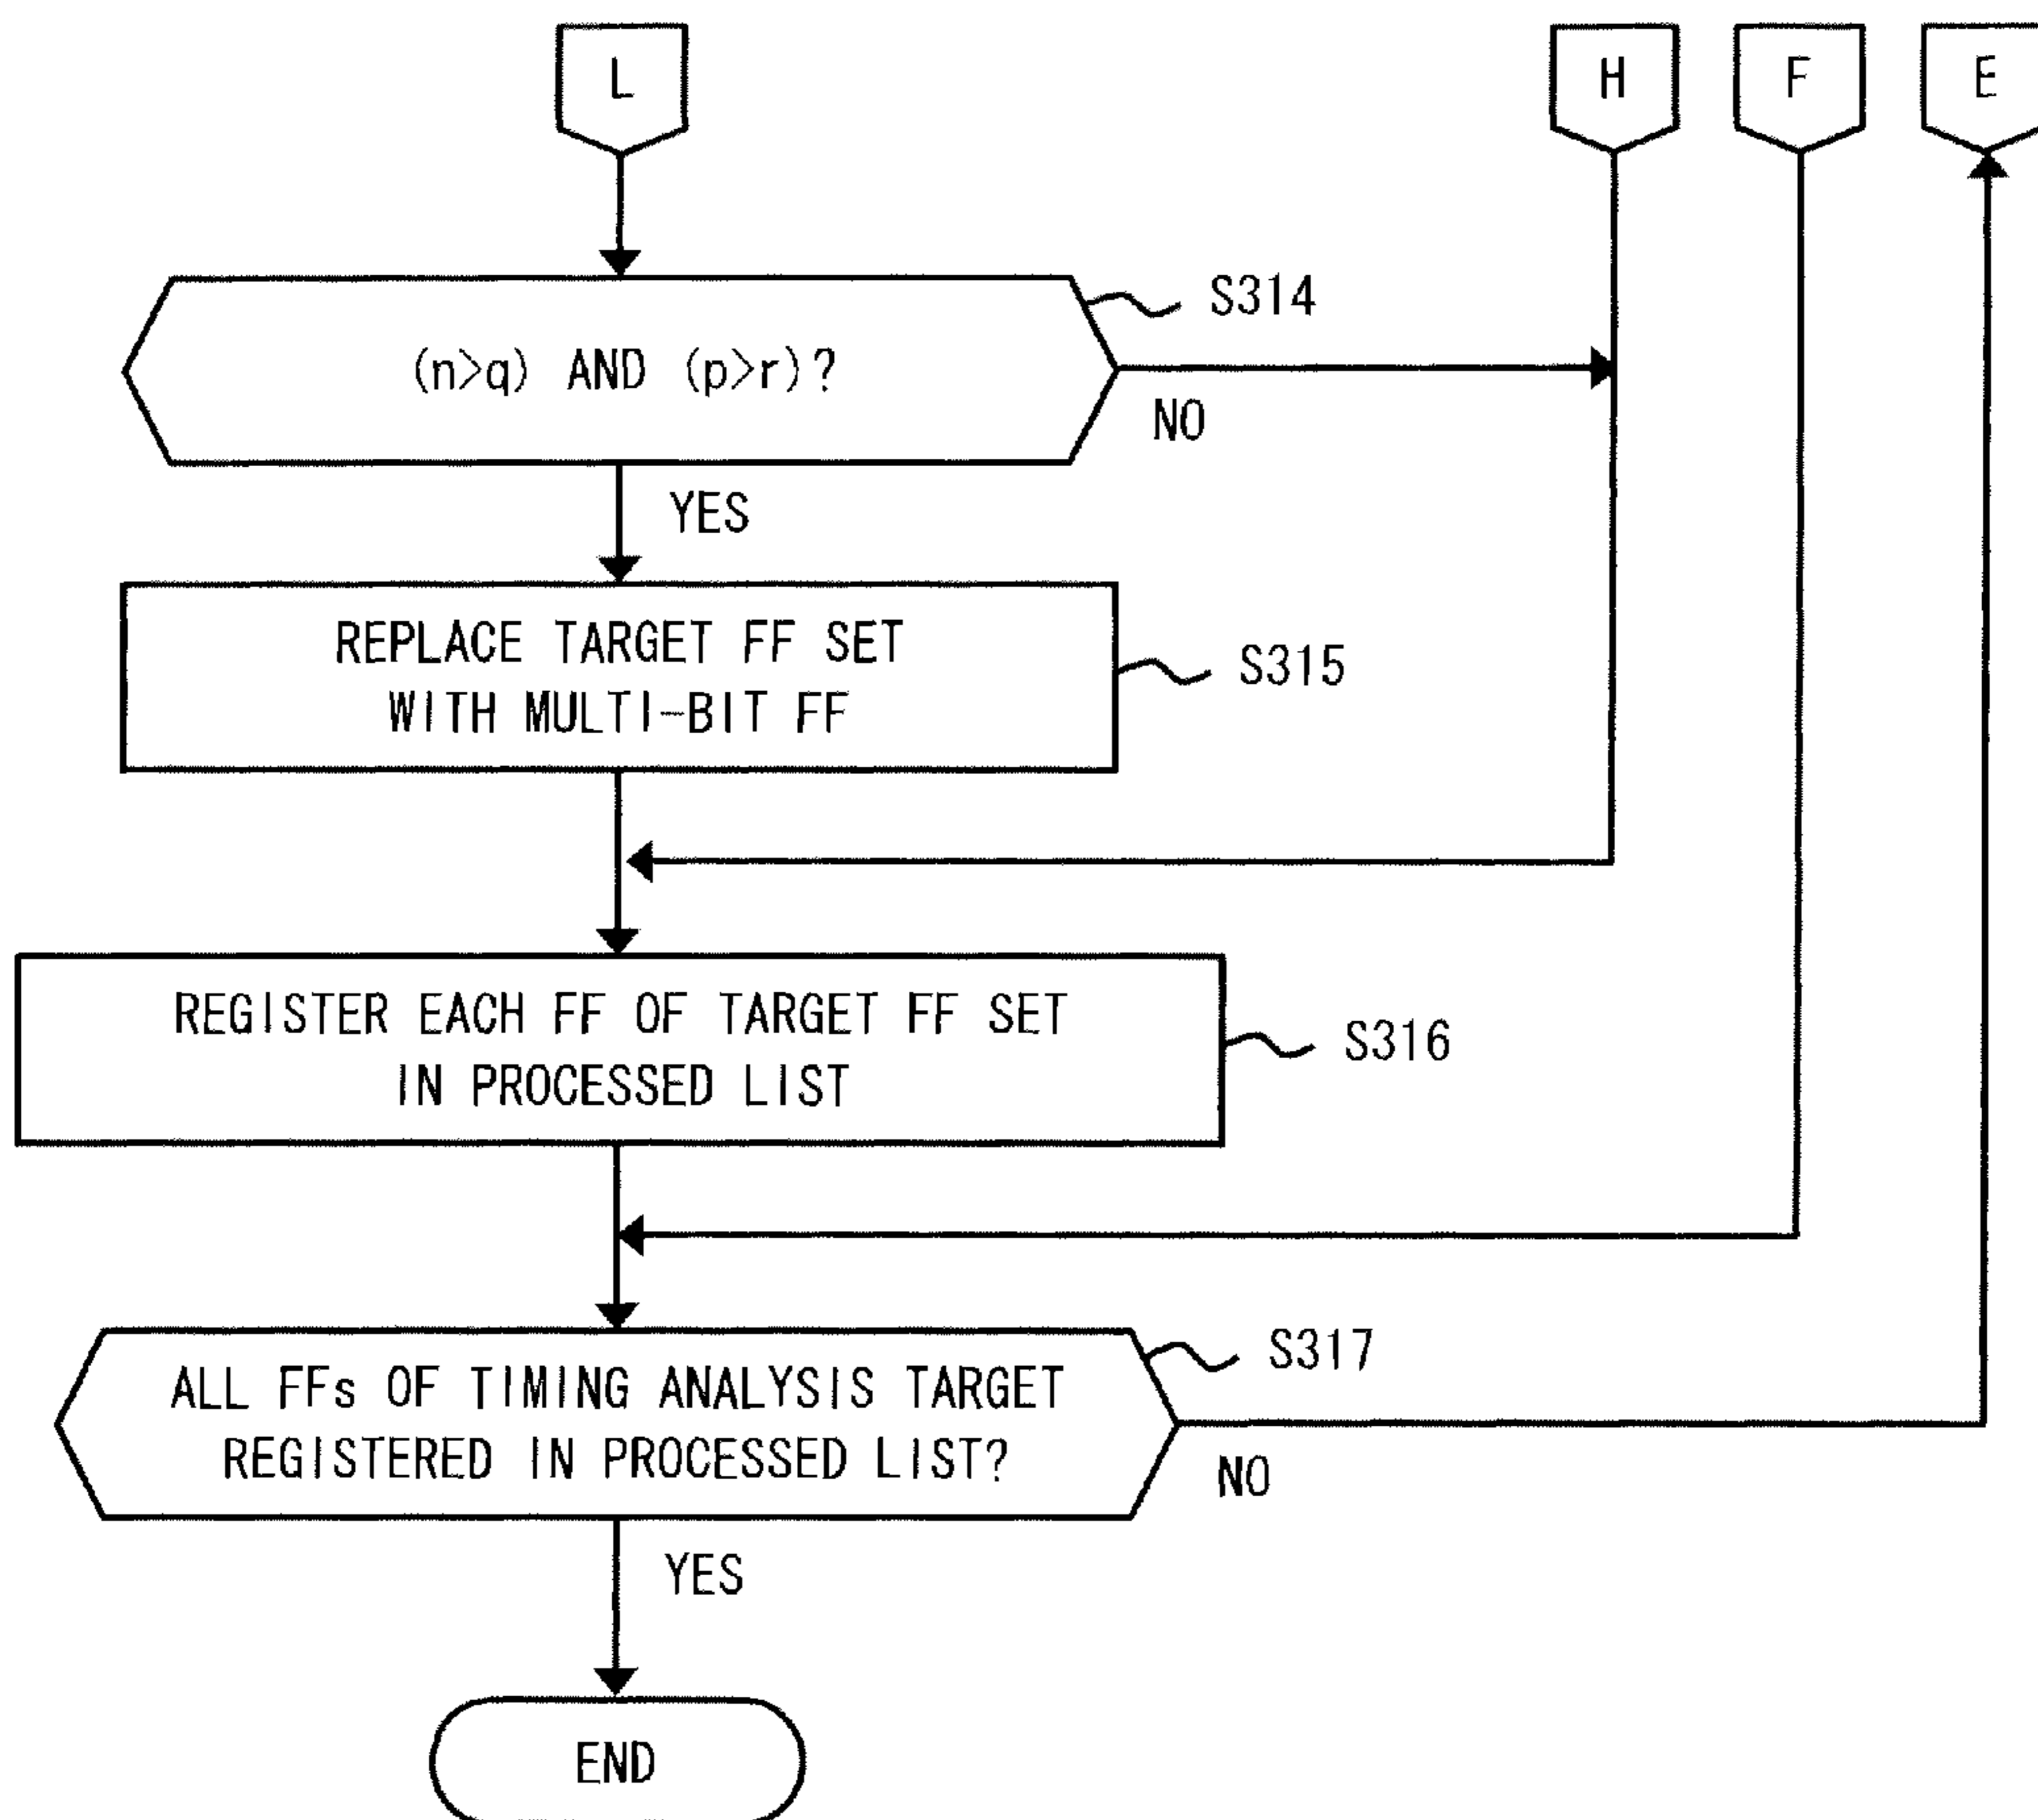 L
H
F
E
(n>q) AND (p>r)?
S314
NO
YES
REPLACE TARGET FF SET
WITH MULTI-BIT FF
S315
REGISTER EACH FF OF TARGET FF SET
IN PROCESSED LIST
S316
ALL FFs OF TIMING ANALYSIS TARGET
REGISTERED IN PROCESSED LIST?
S317
NO
YES
END